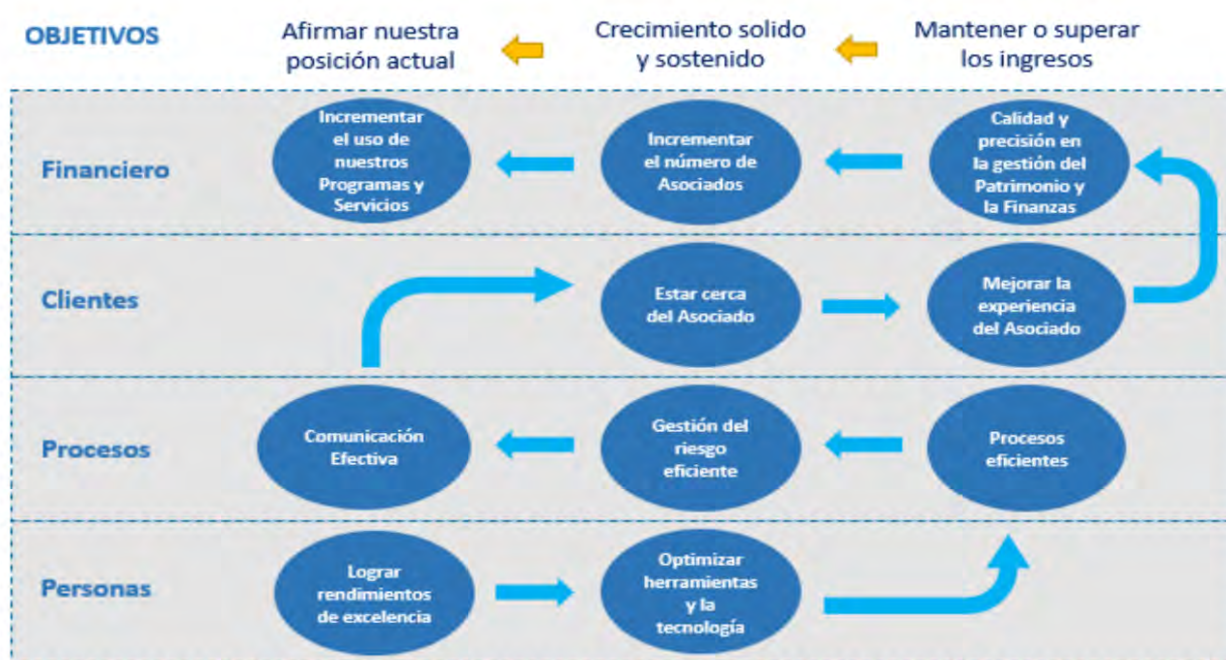 OBJETIVOS
Afirmar nuestra
posición actual
Crecimiento solido
y sostenido
Mantener o superar
los ingresos
Financiero
Incrementar
el uso de
nuestros
Programas y
Servicios
Incrementar
el número de
Asociados
Calidad y
precisión en
la gestión del
Patrimonio y
la Finanzas
Clientes
Estar cerca
del Asociado
Mejorar la
experiencia
del Asociado
Procesos
Comunicación
Efectiva
Gestión del
riesgo
eficiente
Procesos
eficientes
Personas
Lograr
rendimientos
de excelencia
Optimizar
herramientas
y la
tecnología